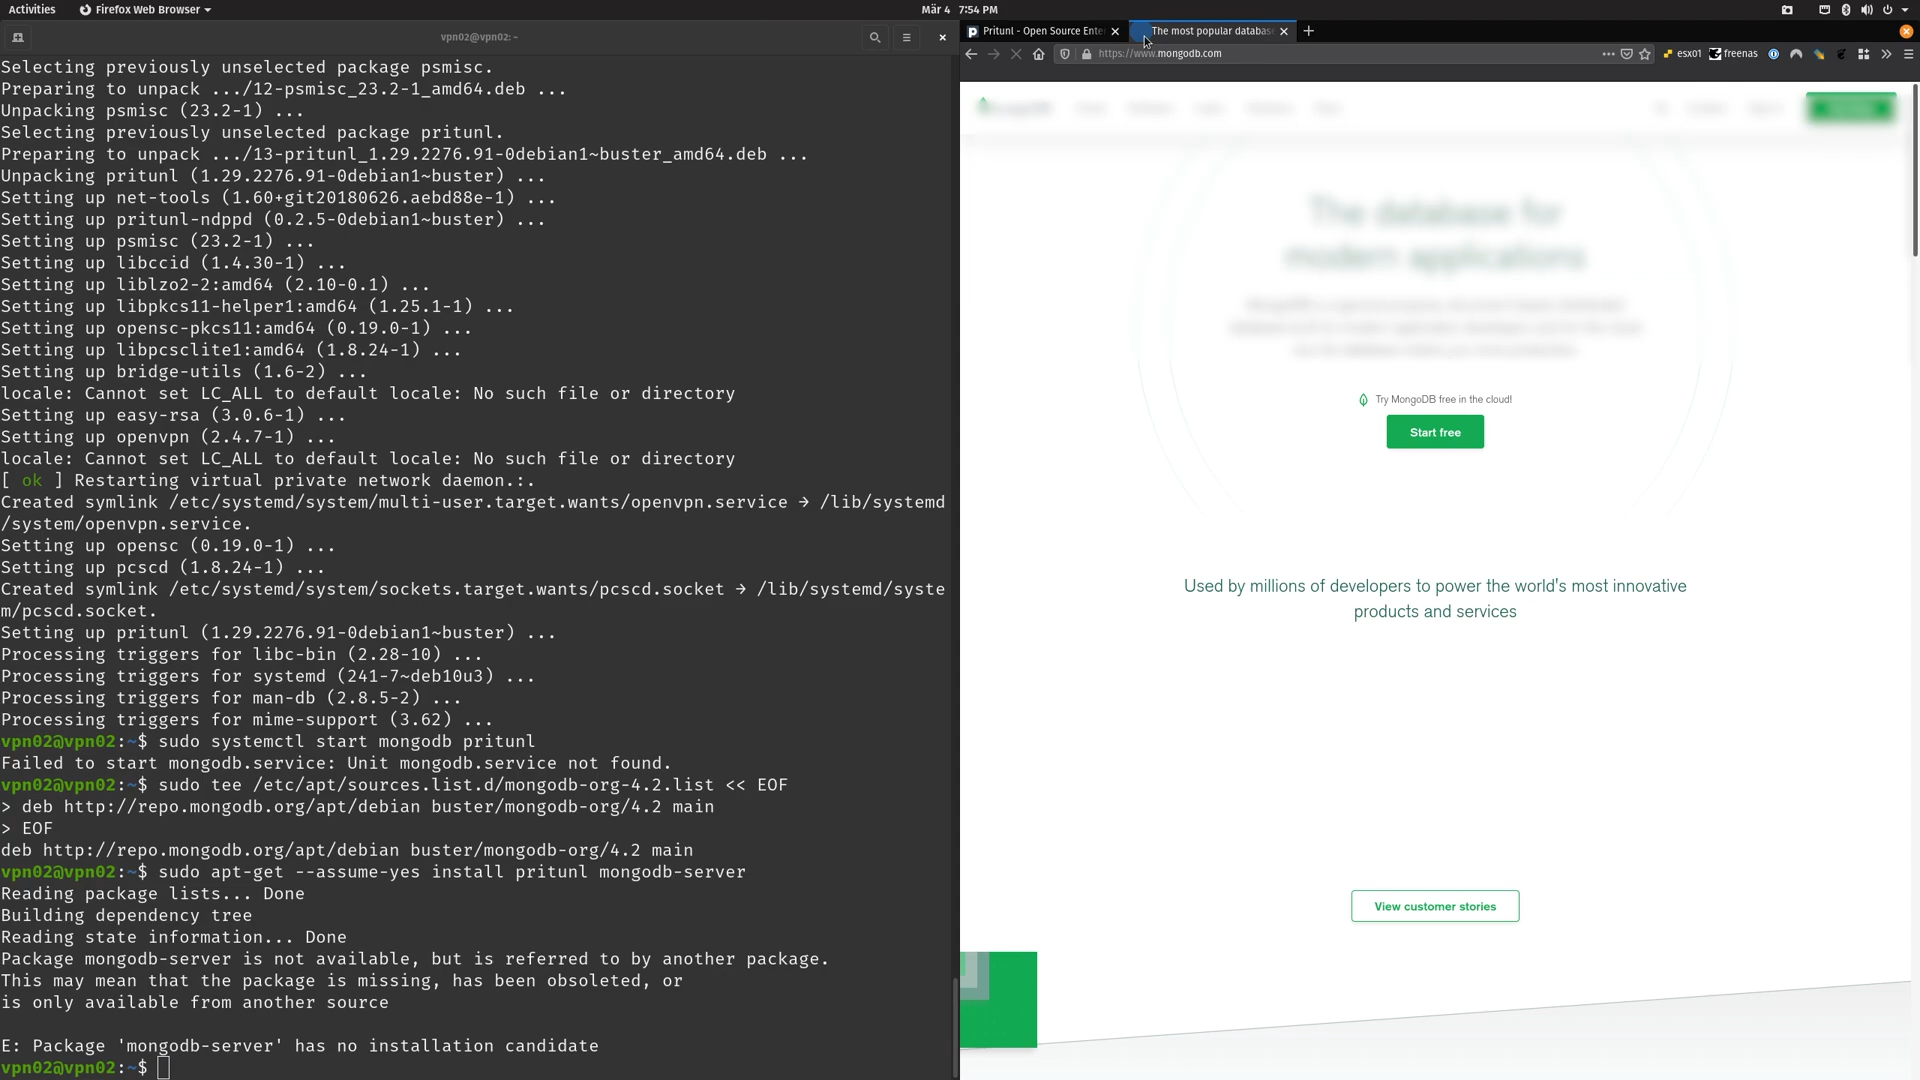 Activities
Firefox Web Browser
Mär 4 7:54 PM
vpn02@vpn02: ~
Selecting previously unselected package psmisc.
Preparing to unpack .../12-psmisc_23.2-1_amd64.deb ...
Unpacking psmisc (23.2-1) ...
Selecting previously unselected package pritunl.
Preparing to unpack .../13-pritunl_1.29.2276.91-0debian1~buster_amd64.deb ...
Unpacking pritunl (1.29.2276.91-0debian1~buster) ...
Setting up net-tools (1.60+git20180626.aebd88e-1) ...
Setting up pritunl-ndppd (0.2.5-0debian1~buster) ...
Setting up psmisc (23.2-1) ...
Setting up libccid (1.4.30-1) ...
Setting up liblzo2-2:amd64 (2.10-0.1) ...
Setting up libpkcs11-helper1:amd64 (1.25.1-1) ...
Setting up opensc-pkcs11:amd64 (0.19.0-1) ...
Setting up libpcsclite1:amd64 (1.8.24-1) ...
Setting up bridge-utils (1.6-2) ...
locale: Cannot set LC_ALL to default locale: No such file or directory
Setting up easy-rsa (3.0.6-1) ...
Setting up openvpn (2.4.7-1) ...
locale: Cannot set LC_ALL to default locale: No such file or directory
[ ok ] Restarting virtual private network daemon.:.
Created symlink /etc/systemd/system/multi-user.target.wants/openvpn.service → /lib/systemd
/system/openvpn.service.
Setting up opensc (0.19.0-1) ...
Setting up pcscd (1.8.24-1) ...
Created symlink /etc/systemd/system/sockets.target.wants/pcscd.socket → /lib/systemd/syste
m/pcscd.socket.
Setting up pritunl (1.29.2276.91-0debian1~buster) ...
Processing triggers for libc-bin (2.28-10) ...
Processing triggers for systemd (241-7~deb10u3) ...
Processing triggers for man-db (2.8.5-2) ...
Processing triggers for mime-support (3.62) ...
vpn02@vpn02:~$ sudo systemctl start mongodb pritunl
Failed to start mongodb.service: Unit mongodb.service not found.
vpn02@vpn02:~$ sudo tee /etc/apt/sources.list.d/mongodb-org-4.2.list << EOF
> deb http://repo.mongodb.org/apt/debian buster/mongodb-org/4.2 main
> EOF
deb http://repo.mongodb.org/apt/debian buster/mongodb-org/4.2 main
vpn02@vpn02:~$ sudo apt-get --assume-yes install pritunl mongodb-server
Reading package lists... Done
Building dependency tree
Reading state information... Done
Package mongodb-server is not available, but is referred to by another package.
This may mean that the package is missing, has been obsoleted, or
is only available from another source
E: Package 'mongodb-server' has no installation candidate
vpn02@vpn02:~$
Pritunl - Open Source Ente
The most popular databas
https://www.mongodb.com
esx01
freenas
The database for
modern applications
Try MongoDB free in the cloud!
Start free
Used by millions of developers to power the world's most innovative
products and services
View customer stories